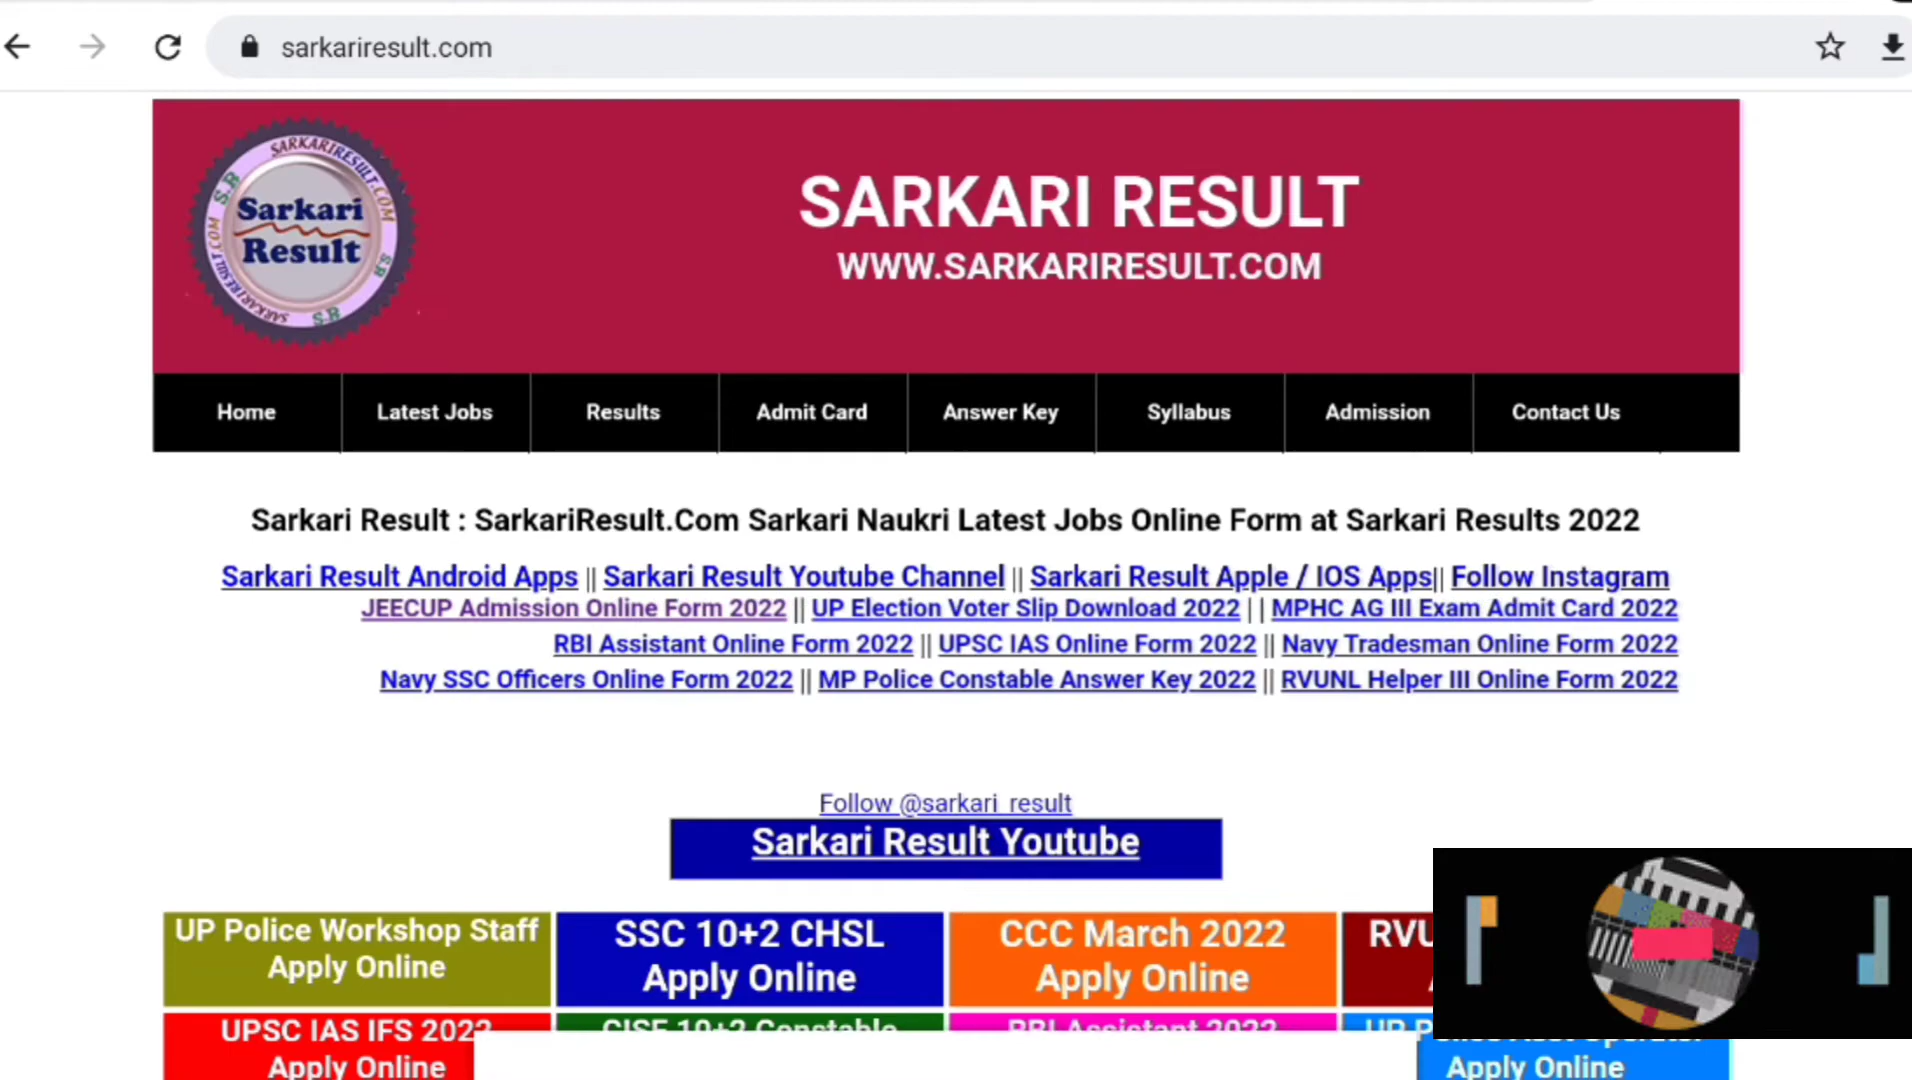 sarkariresult.com
SARKARIRESULT.COM
S.R
Sarkari
Result
SARKARI RESULT
WWW.SARKARIRESULT.COM
Home
Latest Jobs
Results
Admit Card
Answer Key
Syllabus
Admission
Contact Us
Sarkari Result : SarkariResult.Com Sarkari Naukri Latest Jobs Online Form at Sarkari Results 2022
Sarkari Result Android Apps || Sarkari Result Youtube Channel || Sarkari Result Apple / IOS Apps|| Follow Instagram
JEECUP Admission Online Form 2022 || UP Election Voter Slip Download 2022 | | MPHC AG III Exam Admit Card 2022
RBI Assistant Online Form 2022 || UPSC IAS Online Form 2022 || Navy Tradesman Online Form 2022
Navy SSC Officers Online Form 2022 || MP Police Constable Answer Key 2022 || RVUNL Helper III Online Form 2022
Follow @sarkari_result
Sarkari Result Youtube
UP Police Workshop Staff
Apply Online
SSC 10+2 CHSL
Apply Online
CCC March 2022
Apply Online
UPSC IAS IFS 2022
Apply Online
CISF 10+2 Constable
RBI Assistant 2022
Apply Online